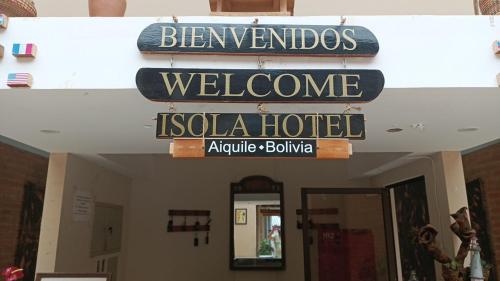 BIENVENIDOS
WELCOME
ISOLA HOTEL
Aiquile • Bolivia